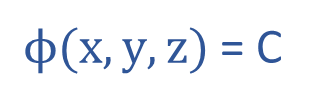 ϕ(x, y, z) = C